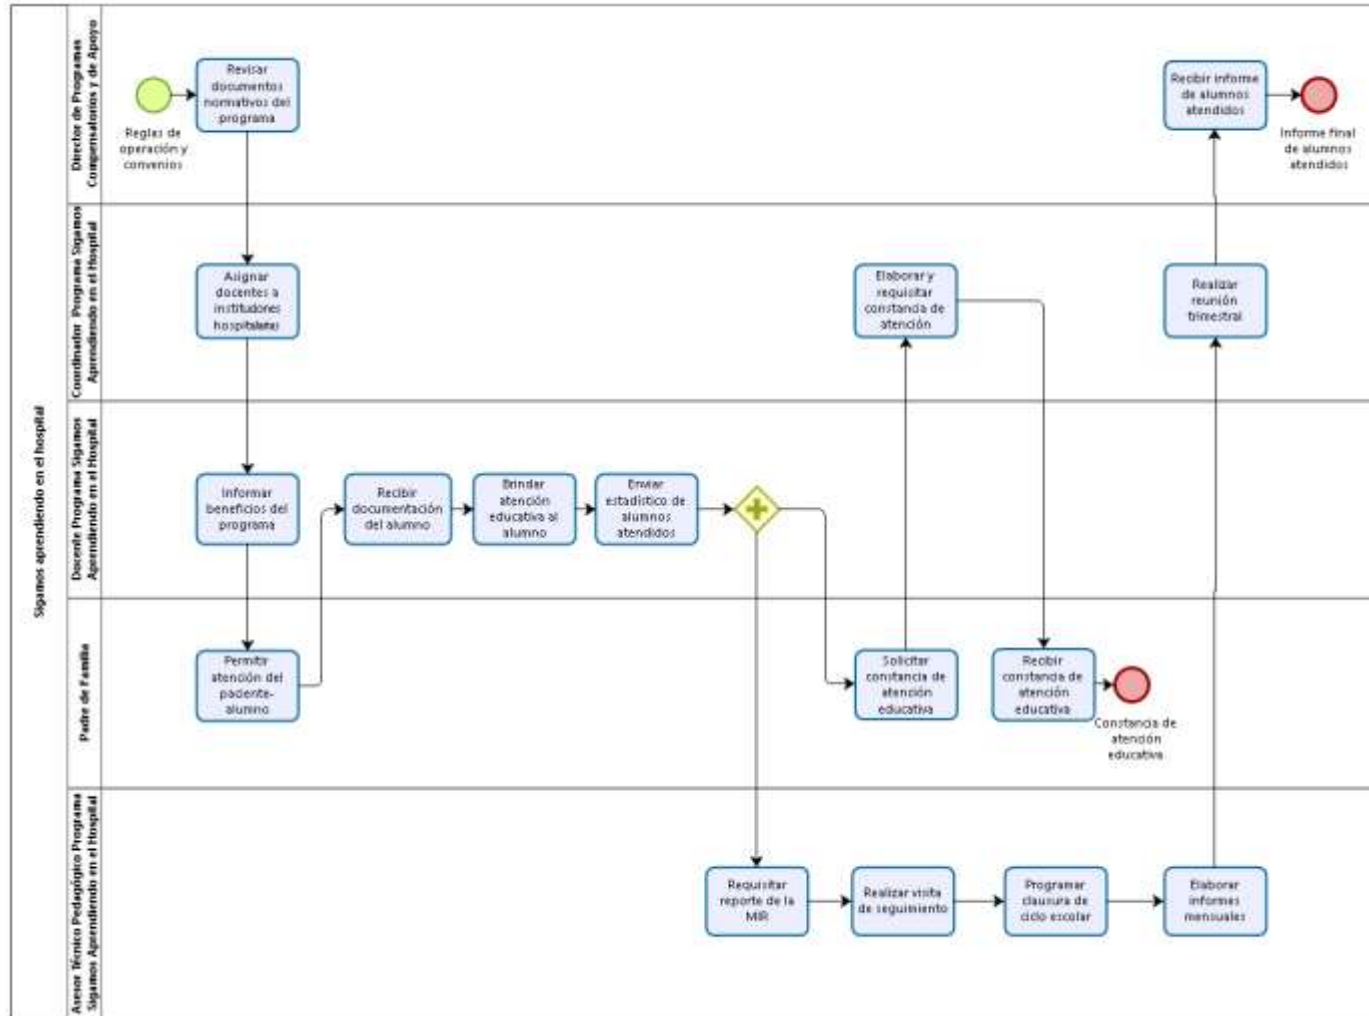 Sigamos aprendiendo en el hospital
Director de Programas
Compensatorios y de Apoyo
Reglas de
operación y
convenios
Revisar
documentos
normativos del
programa
Recibir informe
de alumnos
atendidos
Informe final
de alumnos
atendidos
Coordinador Programa Sigamos
Aprendiendo en el Hospital
Asignar
docentes a
instituciones
hospitalarias
Elaborar y
requisitar
constancia de
atención
Realizar
reunión
trimestral
Docente Programa Sigamos
Aprendiendo en el Hospital
Informar
beneficios del
programa
Recibir
documentación
del alumno
Brindar
atención
educativa al
alumno
Enviar
estadístico de
alumnos
atendidos
Padre de Familia
Permitir
atención del
paciente-
alumno
Solicitar
constancia de
atención
educativa
Recibir
constancia de
atención
educativa
Constancia de
atención
educativa
Asesor Técnico Pedagógico Programa
Sigamos Aprendiendo en el Hospital
Requisitar
reporte de la
MIR
Realizar visita
de seguimiento
Programar
clausura de
ciclo escolar
Elaborar
informes
mensuales